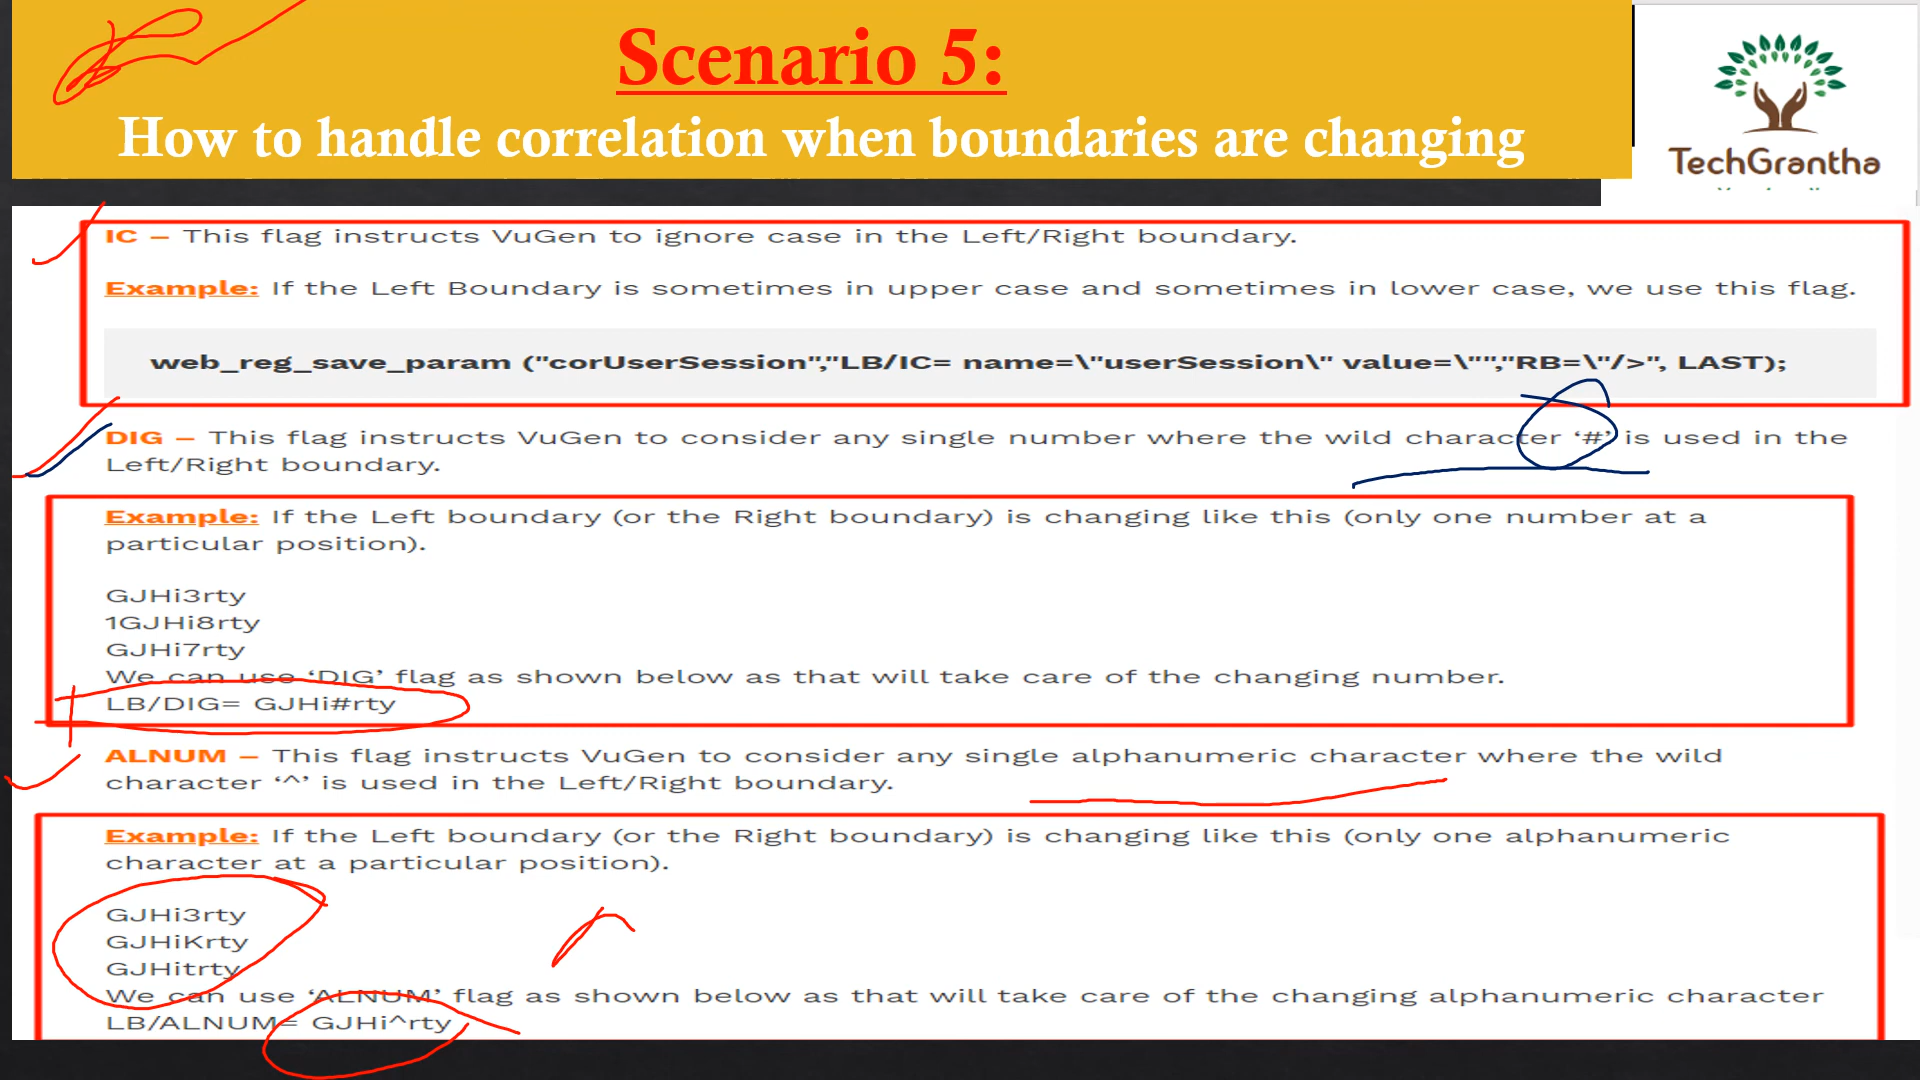 Scenario 5:
How to handle correlation when boundaries are changing
TechGrantha
IC – This flag instructs VuGen to ignore case in the Left/Right boundary.
Example: If the Left Boundary is sometimes in upper case and sometimes in lower case, we use this flag.
web_reg_save_param ("corUserSession","LB/IC= name=\"userSession\" value=\"","RB=\"/>", LAST);
DIG – This flag instructs VuGen to consider any single number where the wild character ‘#’ is used in the
Left/Right boundary.
Example: If the Left boundary (or the Right boundary) is changing like this (only one number at a
particular position).
GJHi3rty
1GJHi8rty
GJHi7rty
We can use ‘DIG’ flag as shown below as that will take care of the changing number.
LB/DIG= GJHi#rty
ALNUM – This flag instructs VuGen to consider any single alphanumeric character where the wild
character ‘^’ is used in the Left/Right boundary.
Example: If the Left boundary (or the Right boundary) is changing like this (only one alphanumeric
character at a particular position).
GJHi3rty
GJHiKrty
GJHitrty
We can use ‘ALNUM’ flag as shown below as that will take care of the changing alphanumeric character
LB/ALNUM= GJHi^rty